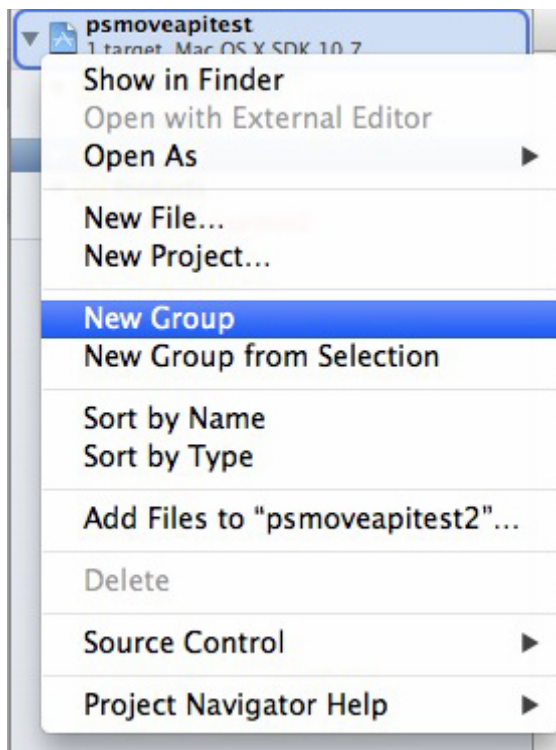 psmoveapitest
1 target, Mac OS X SDK 10.7
Show in Finder
Open with External Editor
Open As
New File...
New Project...
New Group
New Group from Selection
Sort by Name
Sort by Type
Add Files to “psmoveapitest2”...
Delete
Source Control
Project Navigator Help